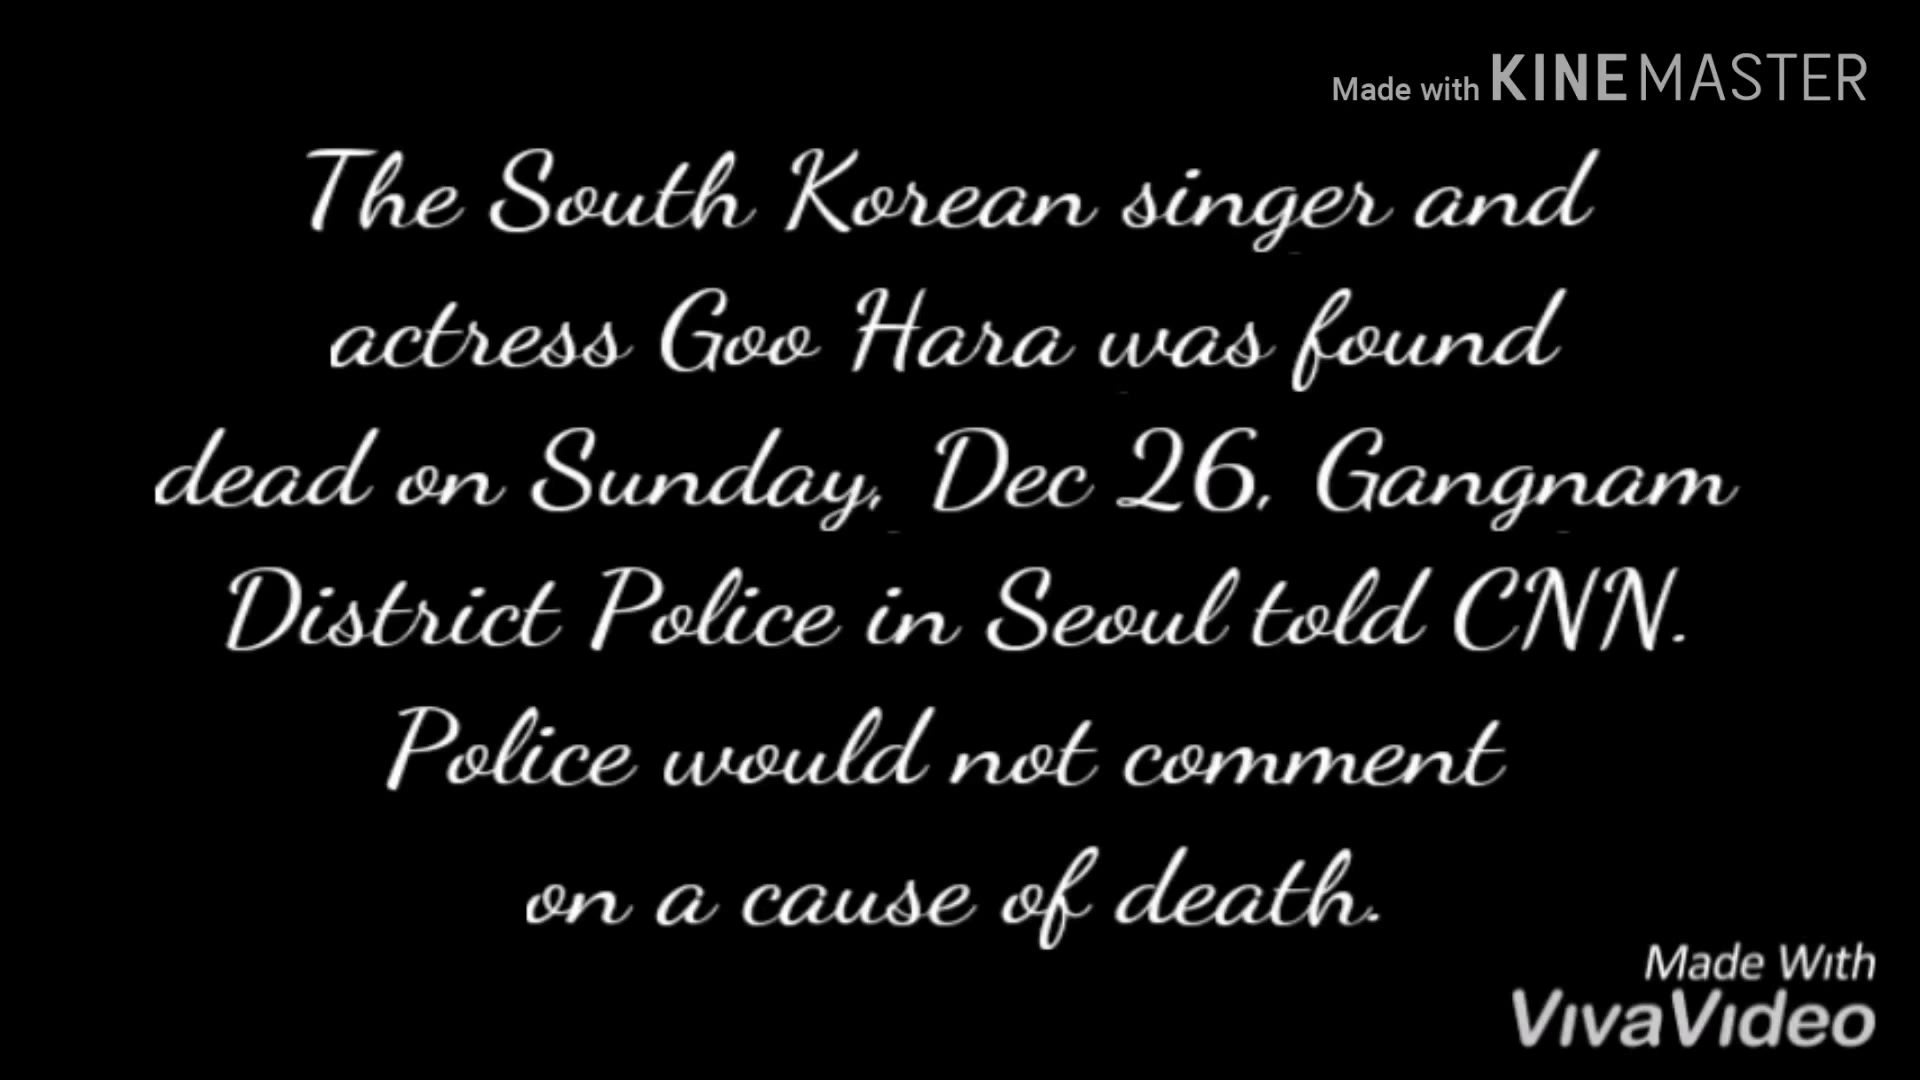 Made with KINEMASTER
The South Korean singer and
actress Goo Hara was found
dead on Sunday, Dec 26, Gangnam
District Police in Seoul told CNN.
Police would not comment
on a cause of death.
Made With
VivaVideo